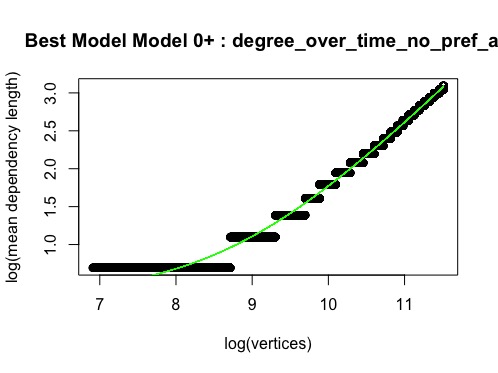 Best Model Model 0+ : degree_over_time_no_pref_a
log(mean dependency length)
3.0
2.5
2.0
1.5
1.0
7 8 9 10 11
log(vertices)